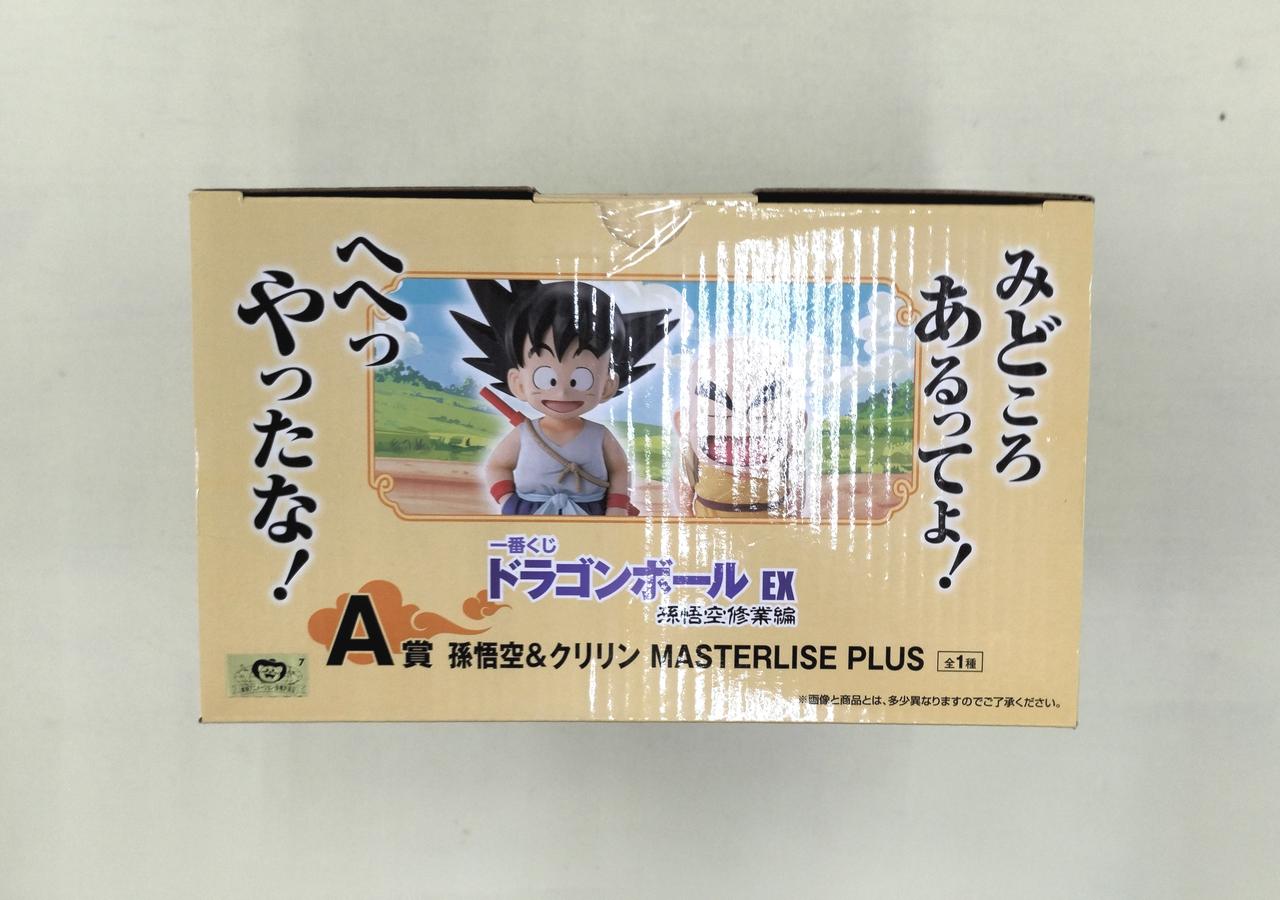 みどころ
あるってよ!
へへっ
やったな!
一番くじ
ドラゴンボール EX
孫悟空修業編
A賞 孫悟空&クリリン MASTERLISE PLUS 全1種
7
※画像と商品とは、多少異なりますのでご了承ください。